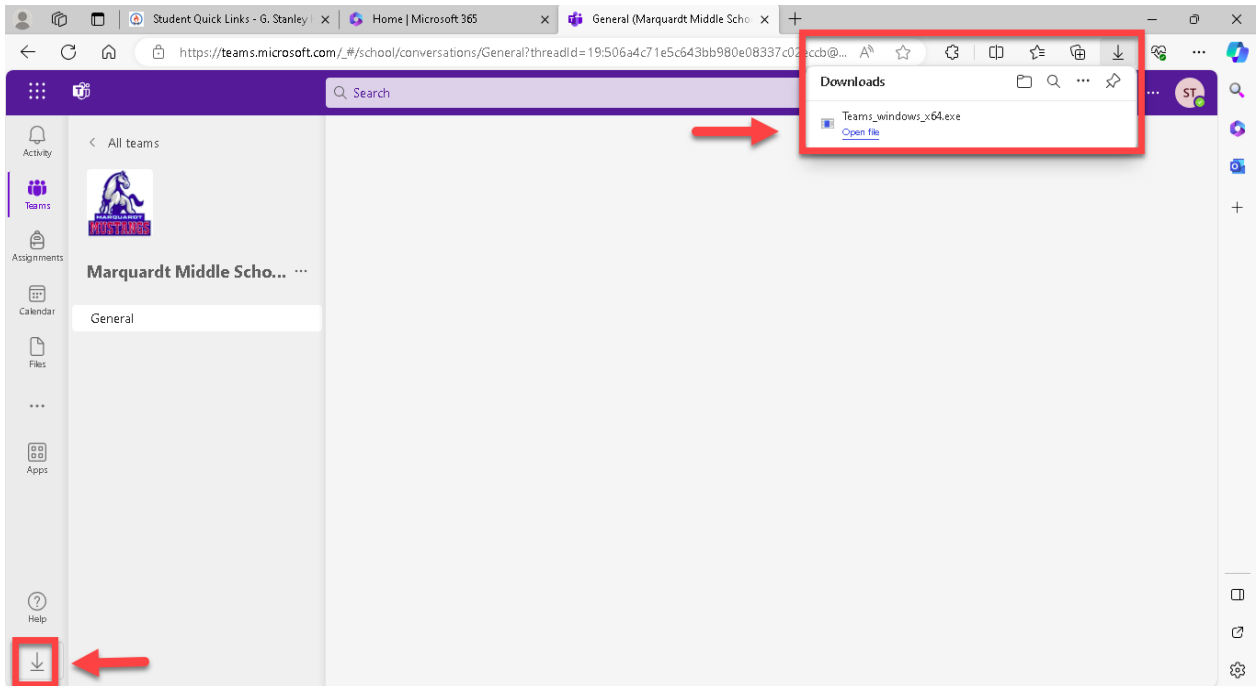 Student Quick Links - G. Stanley
Home | Microsoft 365
General (Marquardt Middle Scho
https://teams.microsoft.com/_#/school/conversations/General?threadId=19:506a4c71e5c643bb980e08337c02eccb@...
Search
ST
Downloads
Teams_windows_x64.exe
Open file
Activity
Teams
Assignments
Calendar
Files
Apps
Help
All teams
MARQUARDT
MUSTANGS
Marquardt Middle Scho...
General